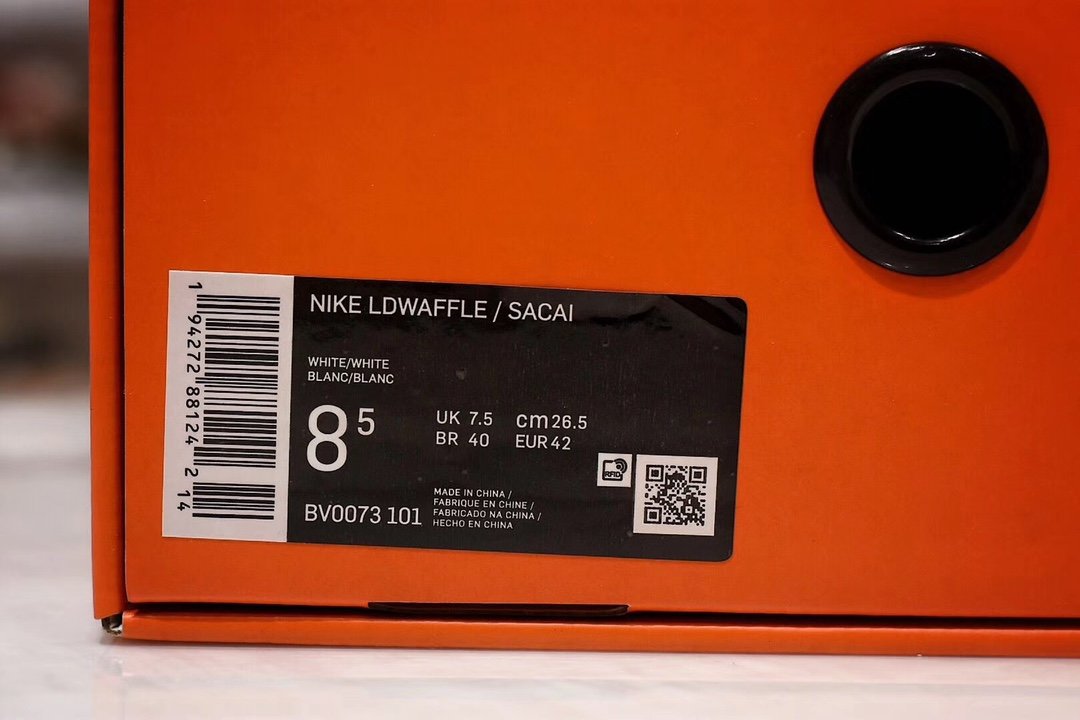 1 94272 88124 2 14
NIKE LDWAFFLE / SACAI
WHITE/WHITE
BLANC/BLANC
8 5
UK 7.5 cm 26.5
BR 40 EUR 42
RFID
BV0073 101
MADE IN CHINA /
FABRIQUE EN CHINE /
FABRICADO NA CHINA /
HECHO EN CHINA